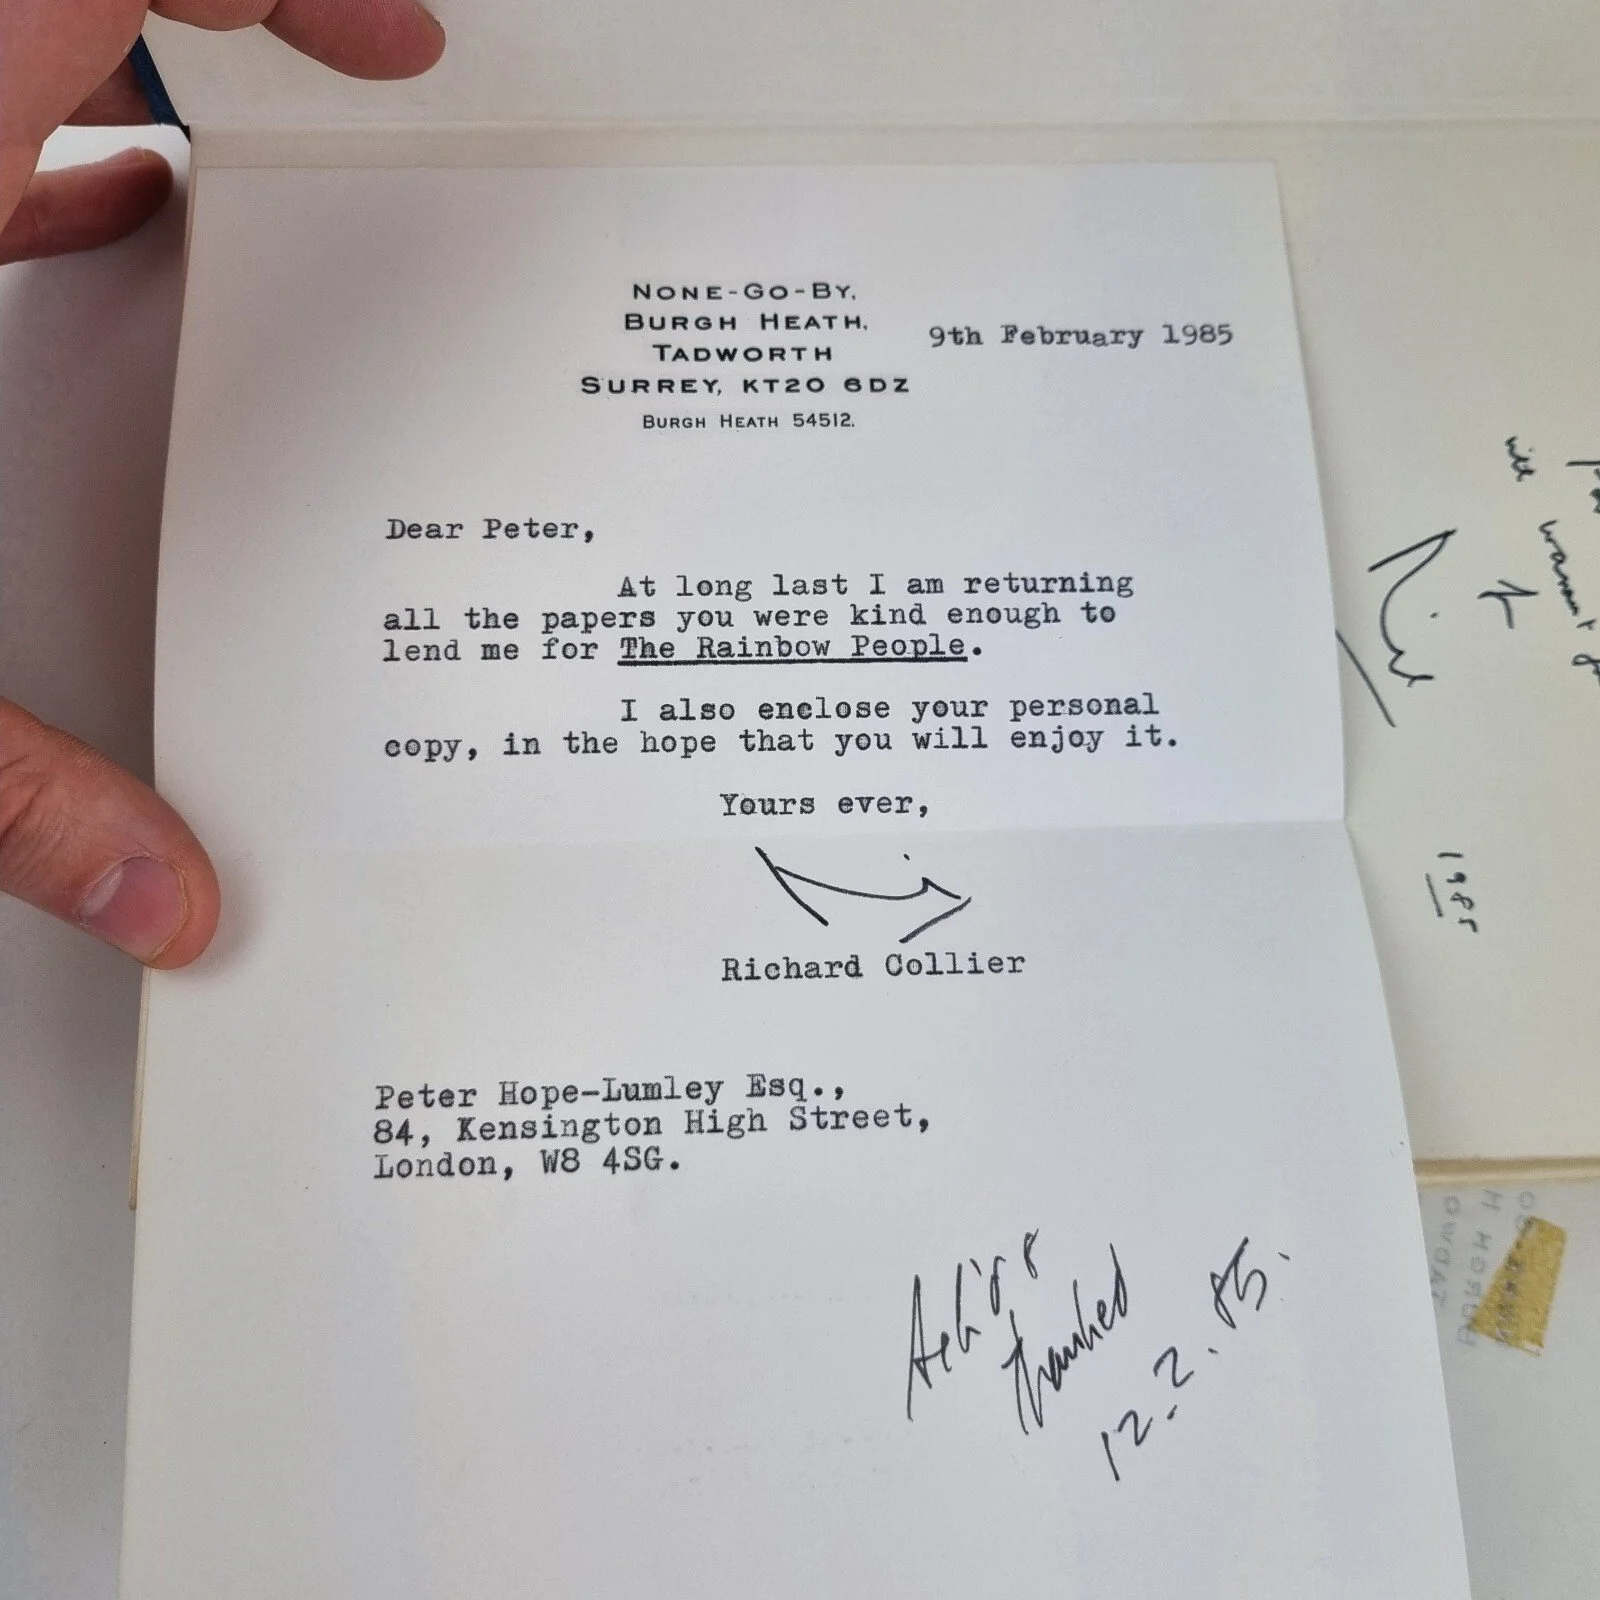 NONE-GO-BY,
BURGH HEATH,
TADWORTH
SURREY, KT20 6DZ
BURGH HEATH 54512.
9th February 1985
Dear Peter,
At long last I am returning
all the papers you were kind enough to
lend me for The Rainbow People.
I also enclose your personal
copy, in the hope that you will enjoy it.
Yours ever,
Richard Collier
Peter Hope-Lumley Esq.,
84, Kensington High Street,
London, W8 4SG.
Ack'g &
thanked
12.2.85.
1985